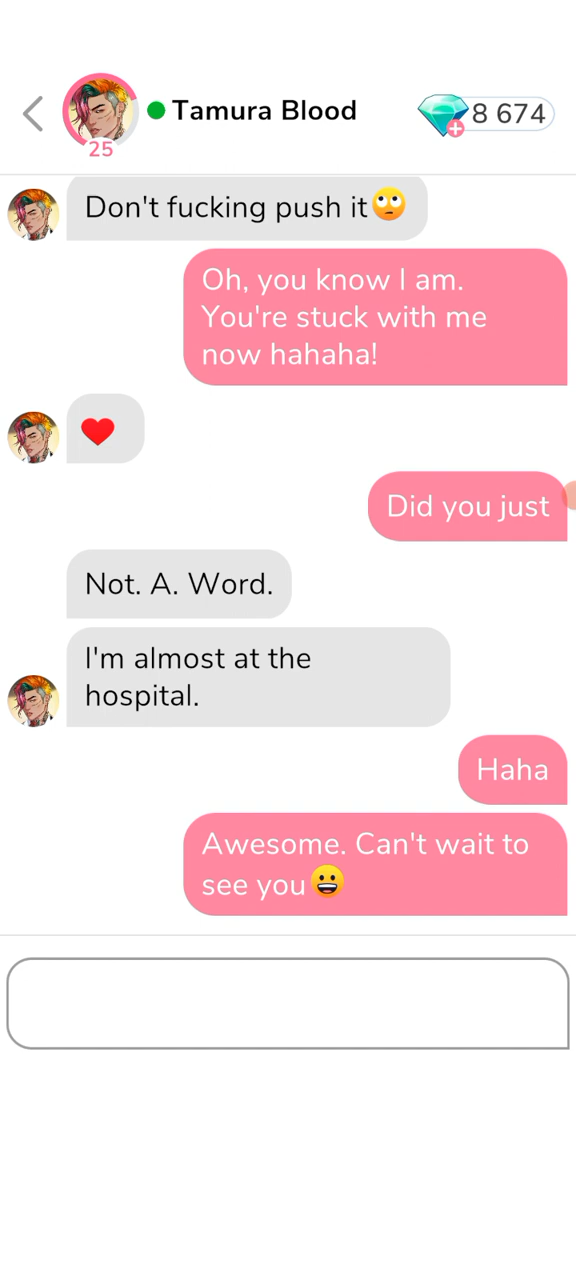 Tamura Blood
8 674
25
Don't fucking push it🙄
Oh, you know I am.
You're stuck with me
now hahaha!
❤️
Did you just
Not. A. Word.
I'm almost at the
hospital.
Haha
Awesome. Can't wait to
see you😀